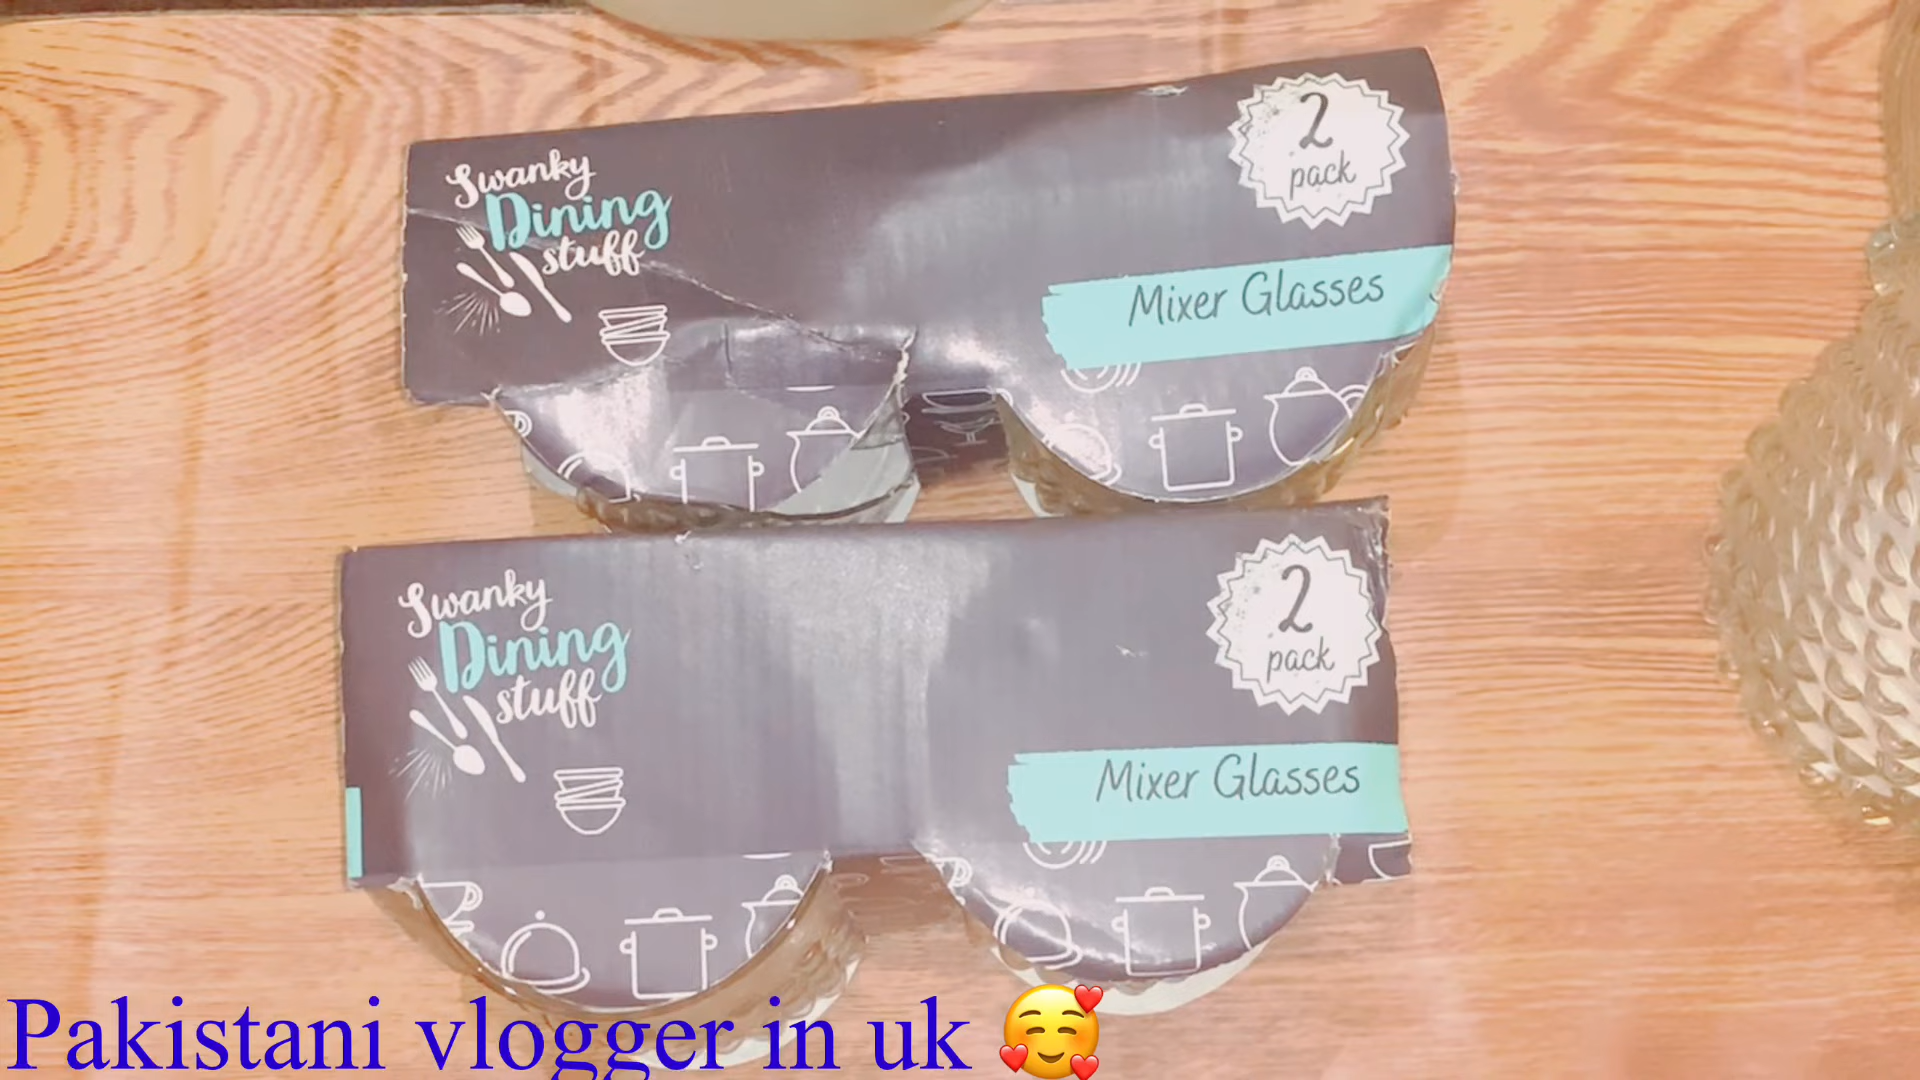 Swanky
Dining
stuff
2
pack
Mixer Glasses
Swanky
Dining
stuff
2
pack
Mixer Glasses
Pakistani vlogger in uk 🥰